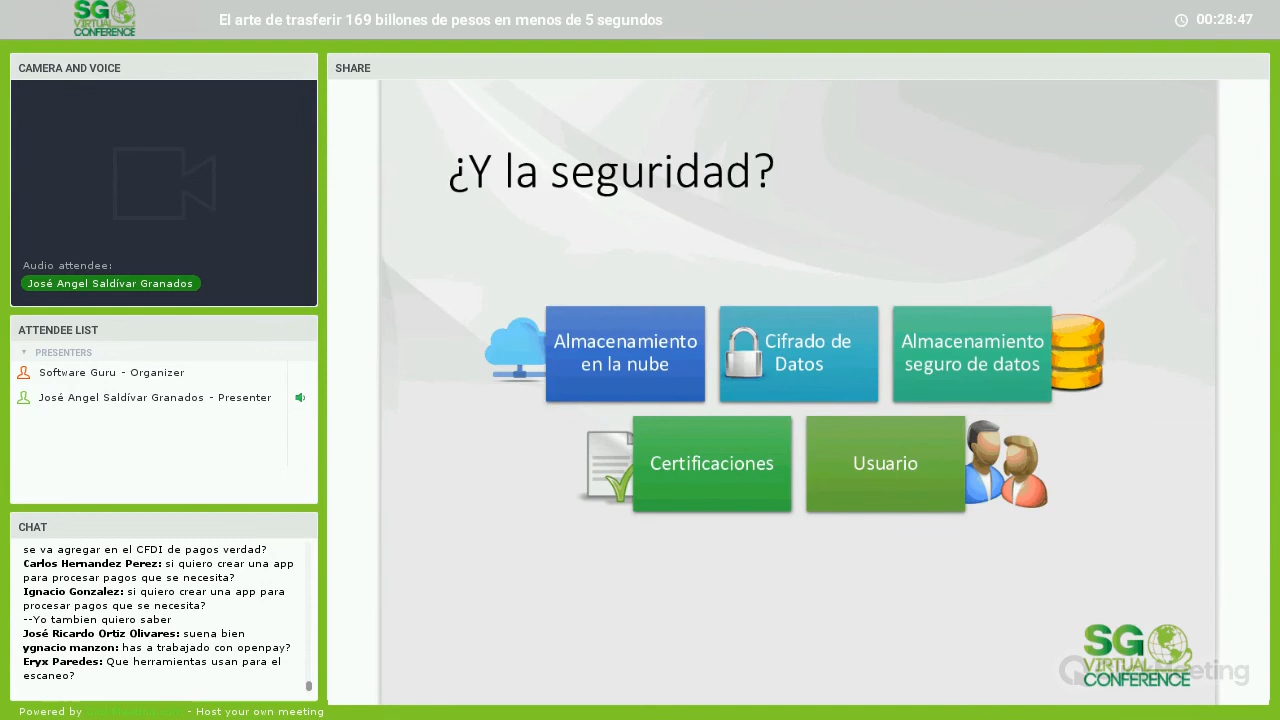 SG
VIRTUAL
CONFERENCE
El arte de trasferir 169 billones de pesos en menos de 5 segundos
00:28:47
CAMERA AND VOICE
Audio attendee:
José Angel Saldívar Granados
ATTENDEE LIST
PRESENTERS
Software Guru - Organizer
José Angel Saldívar Granados - Presenter
CHAT
se va agregar en el CFDI de pagos verdad?
Carlos Hernandez Perez: si quiero crear una app
para procesar pagos que se necesita?
Ignacio Gonzalez: si quiero crear una app para
procesar pagos que se necesita?
--Yo tambien quiero saber
José Ricardo Ortiz Olivares: suena bien
ygnacio manzon: has a trabajado con openpay?
Eryx Paredes: Que herramientas usan para el
escaneo?
Powered by - Host your own meeting
SHARE
¿Y la seguridad?
Almacenamiento
en la nube
Cifrado de
Datos
Almacenamiento
seguro de datos
Certificaciones
Usuario
SG
VIRTUAL
CONFERENCE